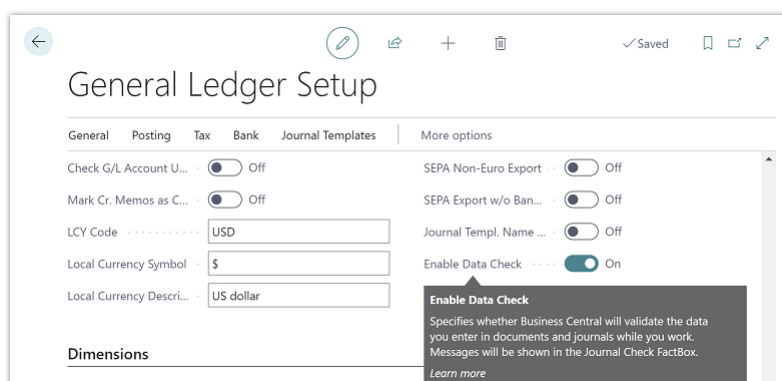 Saved
General Ledger Setup
General Posting Tax Bank Journal Templates More options
Check G/L Account U... Off
SEPA Non-Euro Export Off
Mark Cr. Memos as C... Off
SEPA Export w/o Ban... Off
LCY Code USD
Journal Templ. Name ... Off
Local Currency Symbol $
Enable Data Check On
Local Currency Descri... US dollar
Enable Data Check
Specifies whether Business Central will validate the data
you enter in documents and journals while you work.
Messages will be shown in the Journal Check FactBox.
Learn more
Dimensions